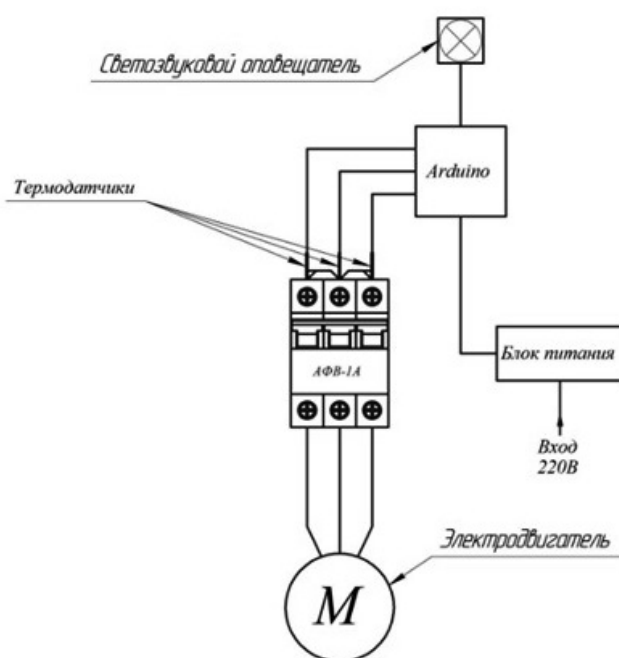 Светозвуковой оповещатель
Arduino
Термодатчики
Блок питания
АФВ-1А
Вход
220В
Электродвигатель
М